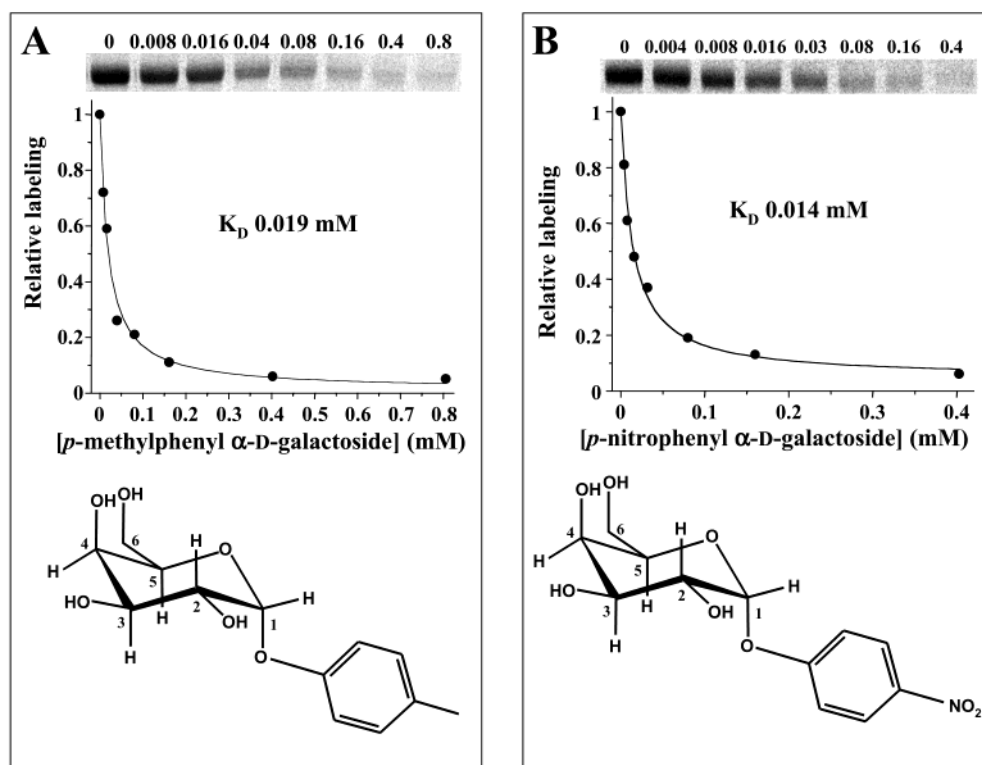 A
0 0.008 0.016 0.04 0.08 0.16 0.4 0.8
1
0.8
0.6
0.4
0.2
0
Relative labeling
K_D 0.019 mM
0 0.1 0.2 0.3 0.4 0.5 0.6 0.7 0.8
[p-methylphenyl α-D-galactoside] (mM)
OH
OH
6
H
O
4
H
5
HO
2
H
3
H
OH
1
H
O
B
0 0.004 0.008 0.016 0.03 0.08 0.16 0.4
1
0.8
0.6
0.4
0.2
0
Relative labeling
K_D 0.014 mM
0 0.1 0.2 0.3 0.4
[p-nitrophenyl α-D-galactoside] (mM)
OH
OH
6
H
O
4
H
5
HO
2
H
3
H
OH
1
H
O
NO₂